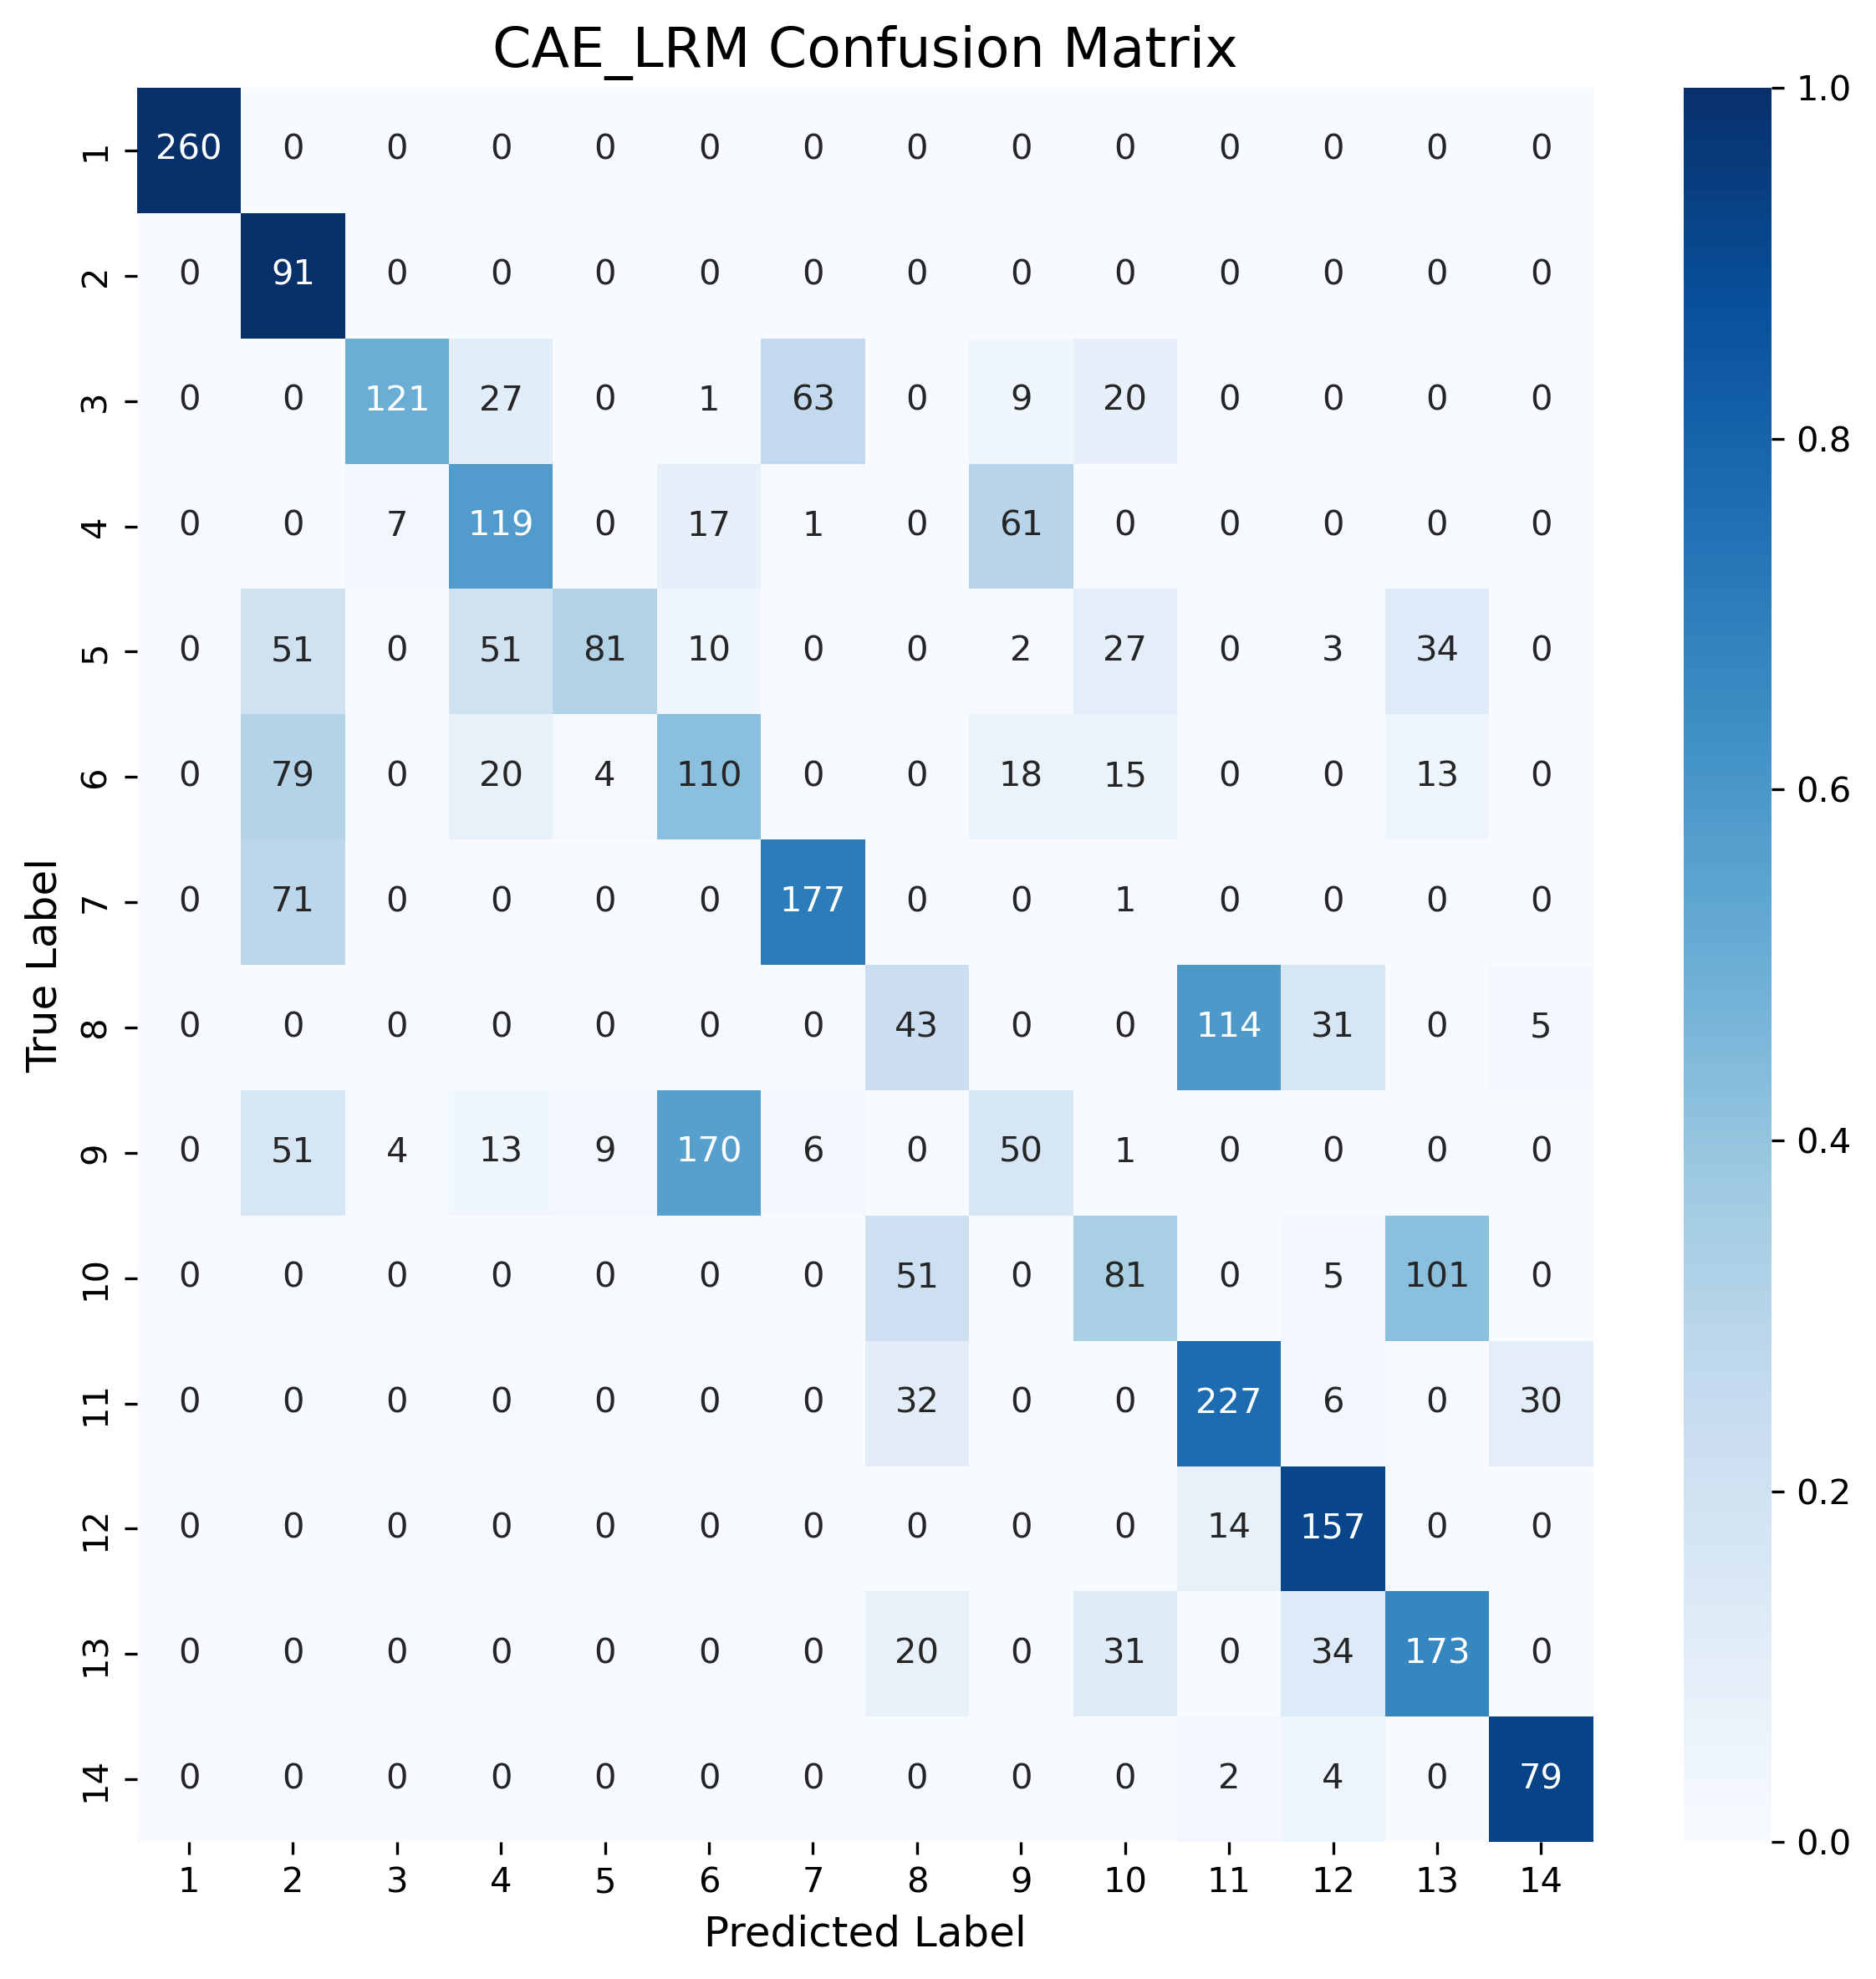 CAE_LRM Confusion Matrix
1 260 0 0 0 0 0 0 0 0 0 0 0 0 0
2 0 91 0 0 0 0 0 0 0 0 0 0 0 0
3 0 0 121 27 0 1 63 0 9 20 0 0 0 0
4 0 0 7 119 0 17 1 0 61 0 0 0 0 0
5 0 51 0 51 81 10 0 0 2 27 0 3 34 0
6 0 79 0 20 4 110 0 0 18 15 0 0 13 0
7 0 71 0 0 0 0 177 0 0 1 0 0 0 0
8 0 0 0 0 0 0 0 43 0 0 114 31 0 5
9 0 51 4 13 9 170 6 0 50 1 0 0 0 0
10 0 0 0 0 0 0 0 51 0 81 0 5 101 0
11 0 0 0 0 0 0 0 32 0 0 227 6 0 30
12 0 0 0 0 0 0 0 0 0 0 14 157 0 0
13 0 0 0 0 0 0 0 20 0 31 0 34 173 0
14 0 0 0 0 0 0 0 0 0 0 2 4 0 79
1 2 3 4 5 6 7 8 9 10 11 12 13 14
Predicted Label
True Label
1.0
0.8
0.6
0.4
0.2
0.0